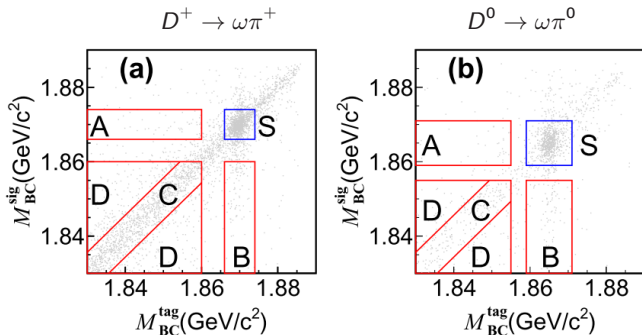 D⁺ → ωπ⁺
D⁰ → ωπ⁰
(a)
(b)
1.88
1.86
1.84
M^sig_BC(GeV/c²)
A
S
D
C
D
B
1.84 1.86 1.88
M^tag_BC(GeV/c²)
1.88
1.86
1.84
M^sig_BC(GeV/c²)
A
S
D
C
D
B
1.84 1.86 1.88
M^tag_BC(GeV/c²)